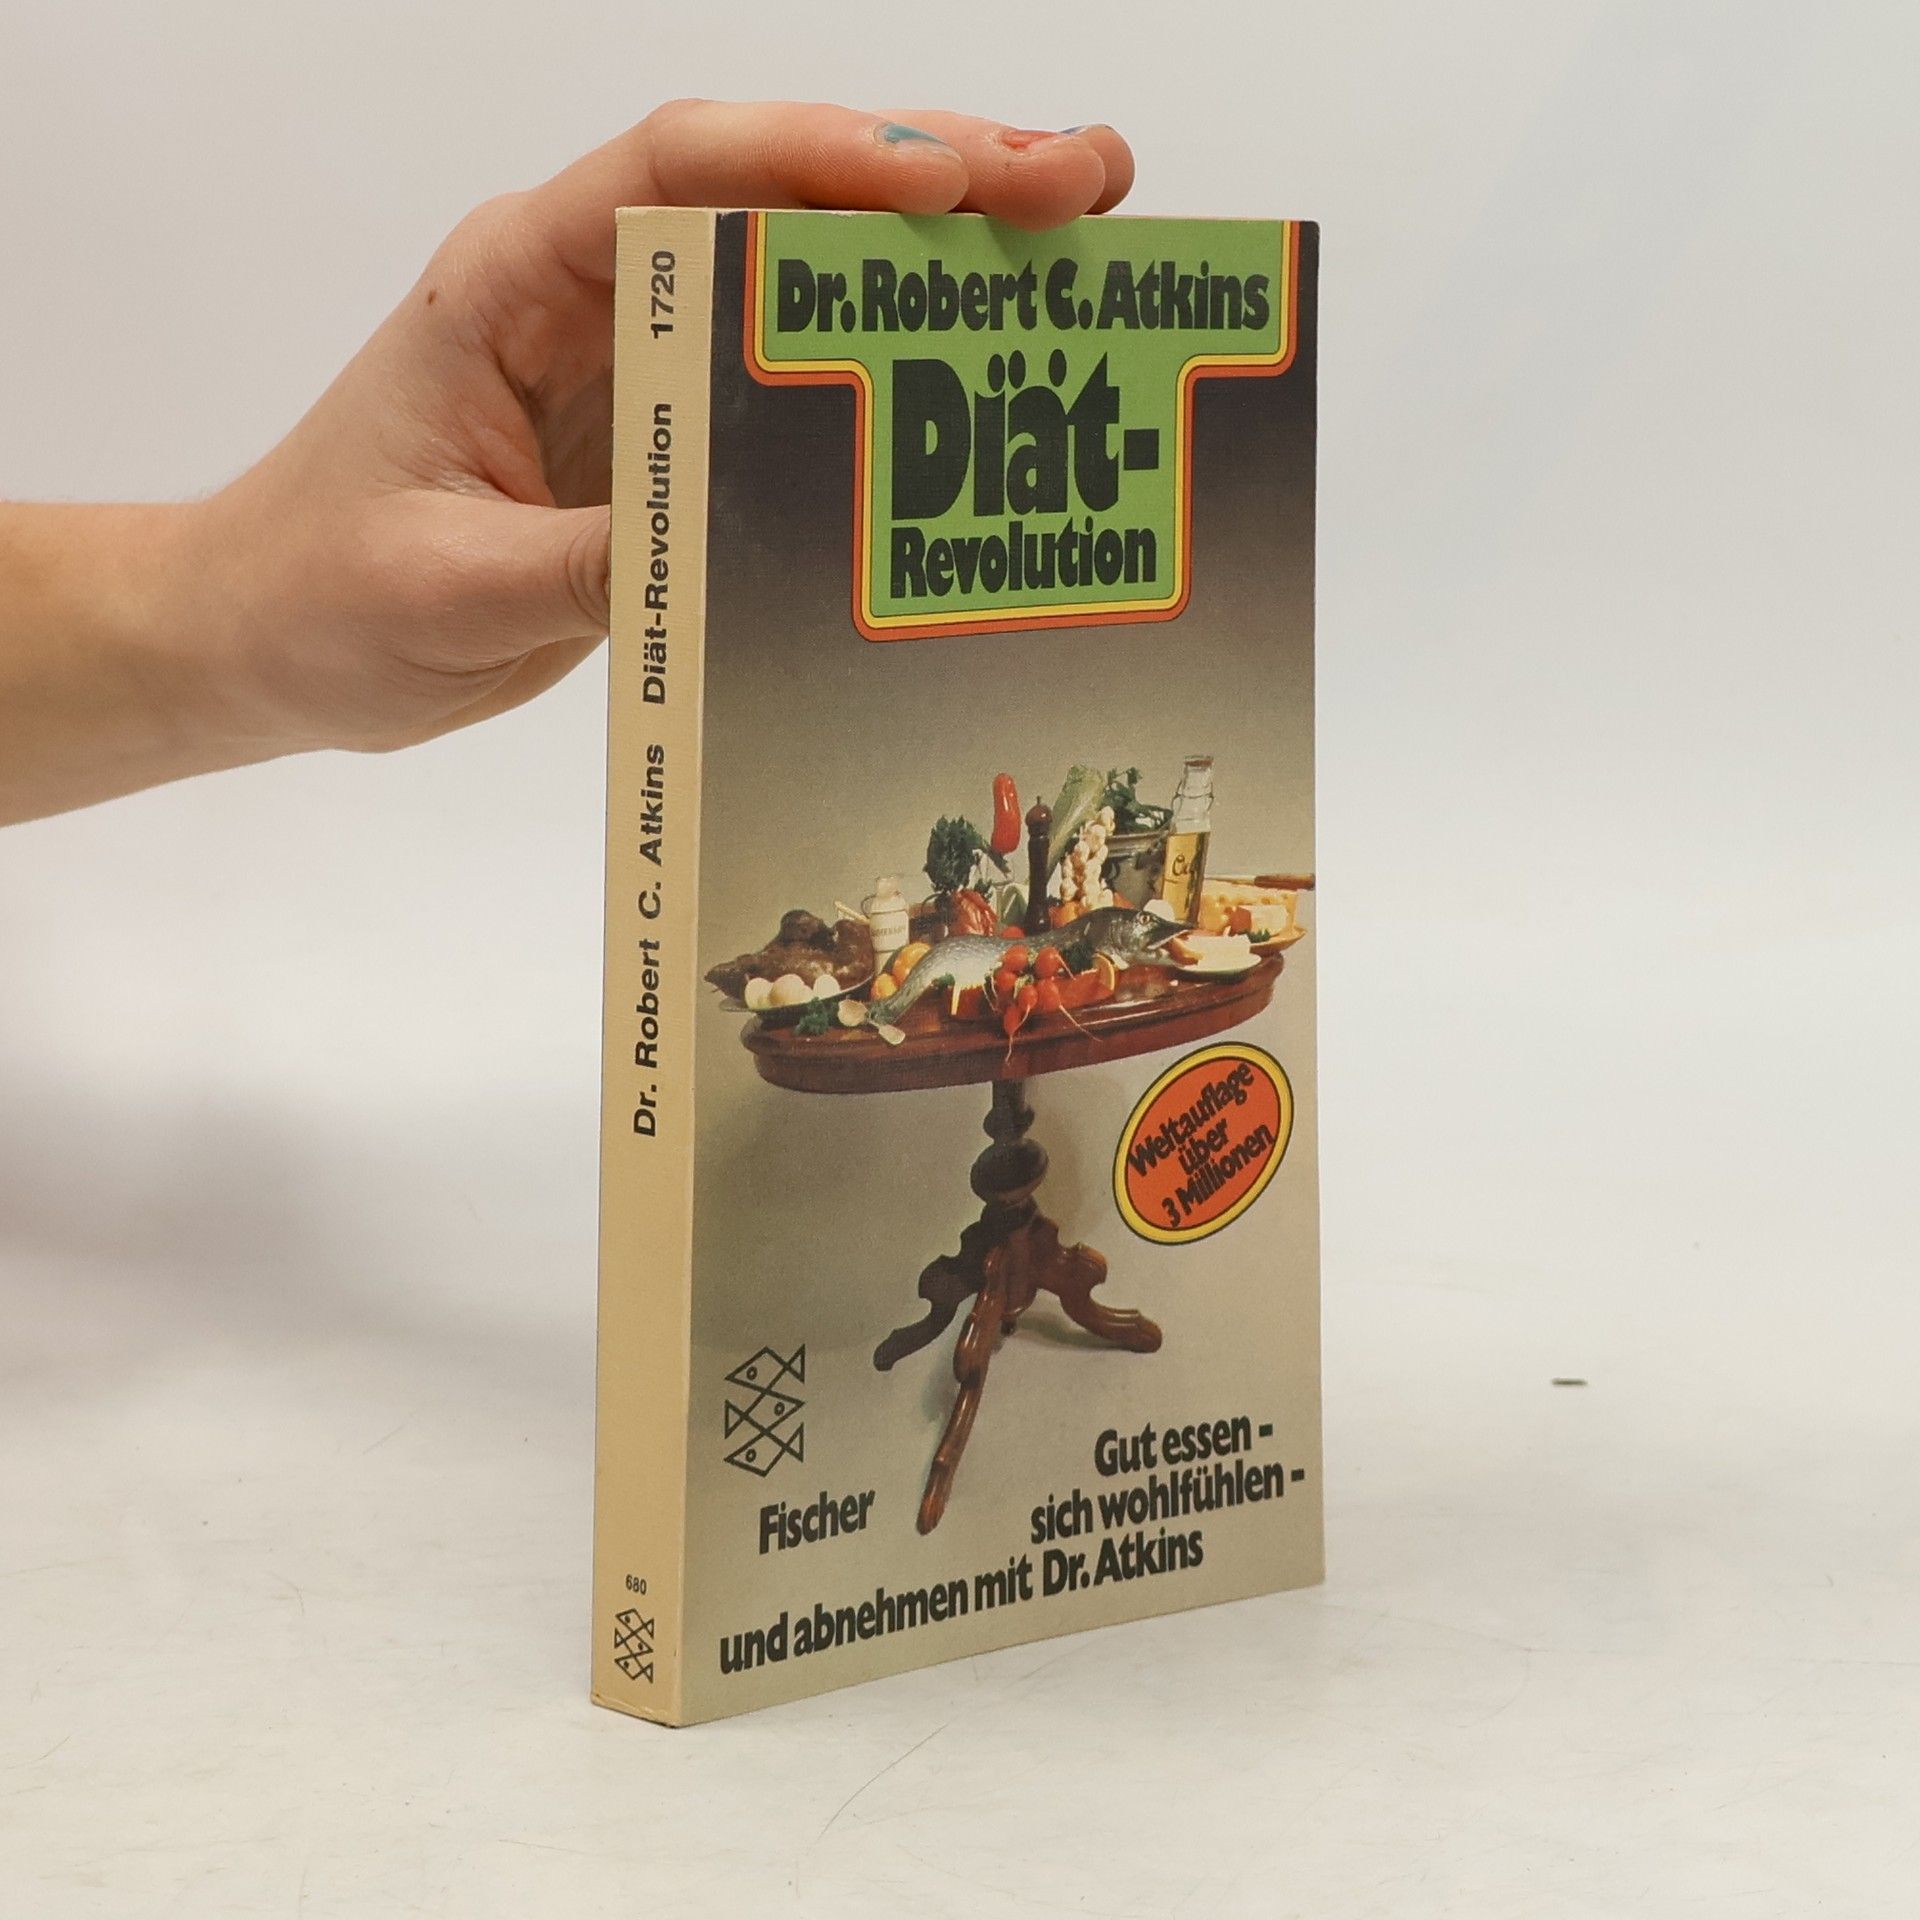 Dr. Robert C. Atkins
Diät-
Revolution
Weltauflage
über
3 Millionen
Gut essen -
sich wohlfühlen -
und abnehmen mit Dr. Atkins
Fischer
Dr. Robert C. Atkins Diät-Revolution 1720
680